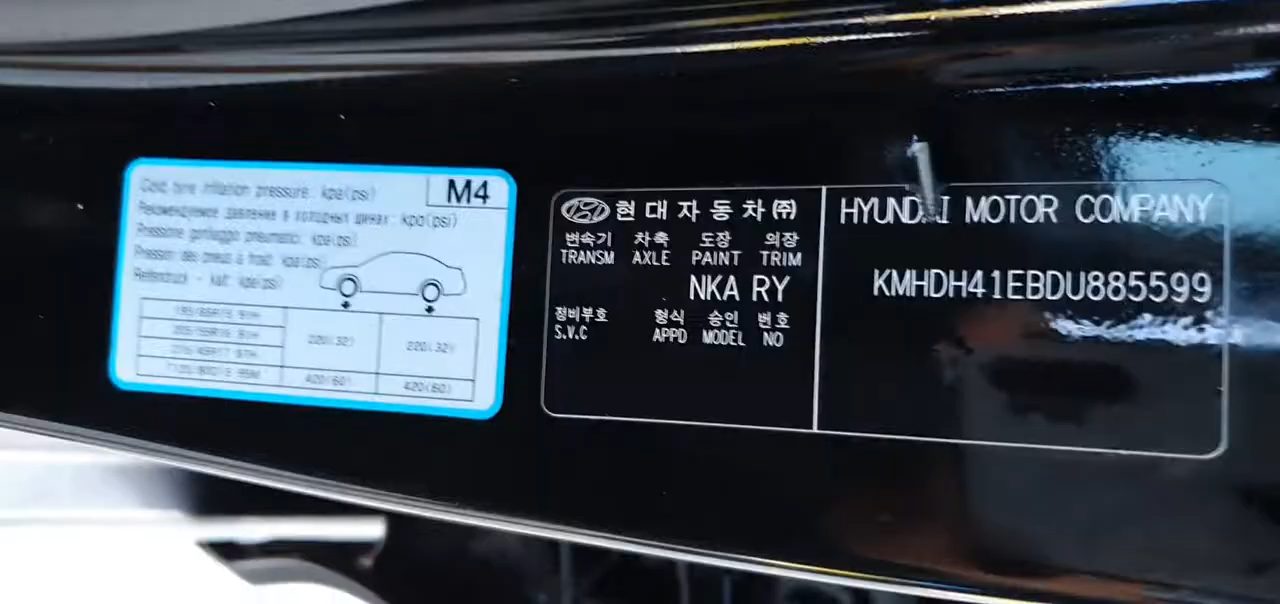 Cold tire inflation pressure: kpa(psi)
M4
Рекомендуемое давление в холодных шинах: kpa(psi)
Pressione gonfiaggio pneumatici: kpa(psi)
Pression des pneus à froid: kpa(psi)
Reifendruck - kalt: kpa(psi)
220(32) 220(32)
420(60) 420(60)
현대자동차㈜
변속기 차축 도장 의장
TRANSM AXLE PAINT TRIM
NKA RY
정비부호 형식 승인 번호
S.V.C APPD MODEL NO
HYUNDAI MOTOR COMPANY
KMHDH41EBDU885599